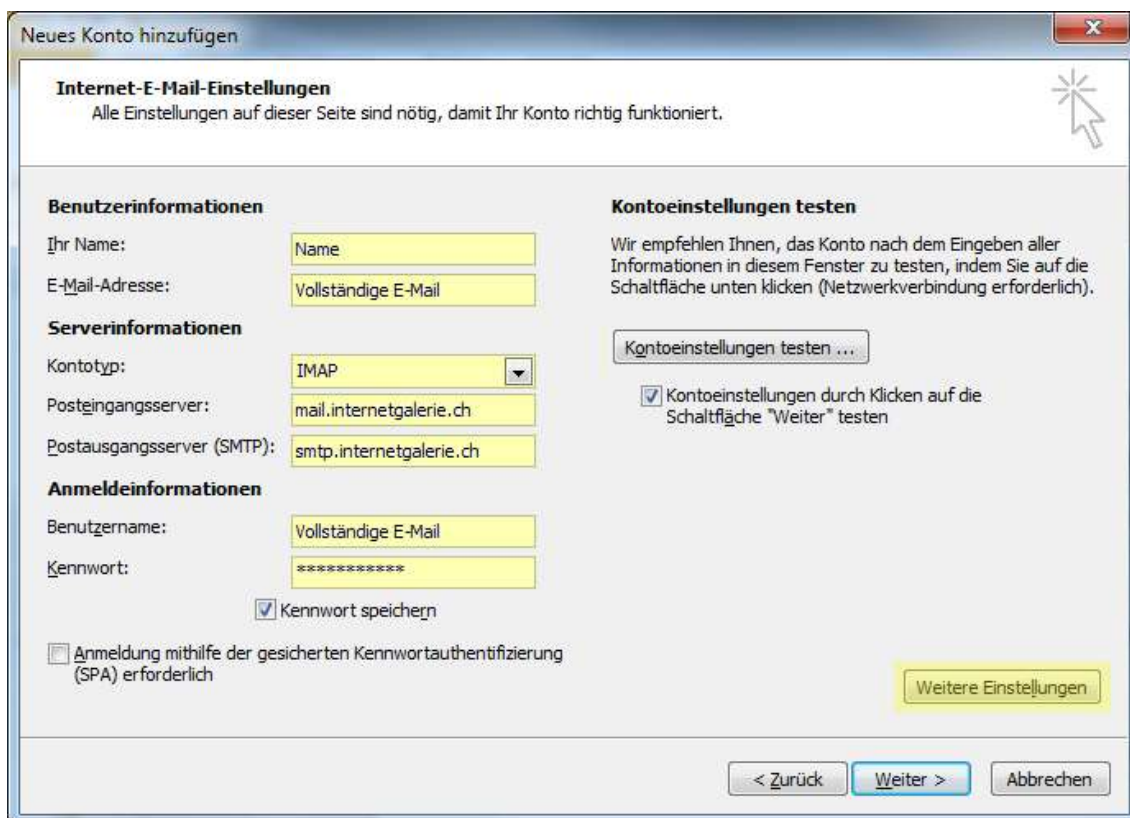 Neues Konto hinzufügen
Internet-E-Mail-Einstellungen
Alle Einstellungen auf dieser Seite sind nötig, damit Ihr Konto richtig funktioniert.
Benutzerinformationen
Ihr Name:
Name
E-Mail-Adresse:
Vollständige E-Mail
Serverinformationen
Kontotyp:
IMAP
Posteingangsserver:
mail.internetgalerie.ch
Postausgangsserver (SMTP):
smtp.internetgalerie.ch
Anmeldeinformationen
Benutzername:
Vollständige E-Mail
Kennwort:
***********
Kennwort speichern
Anmeldung mithilfe der gesicherten Kennwortauthentifizierung
(SPA) erforderlich
Kontoeinstellungen testen
Wir empfehlen Ihnen, das Konto nach dem Eingeben aller
Informationen in diesem Fenster zu testen, indem Sie auf die
Schaltfläche unten klicken (Netzwerkverbindung erforderlich).
Kontoeinstellungen testen ...
Kontoeinstellungen durch Klicken auf die
Schaltfläche "Weiter" testen
Weitere Einstellungen
< Zurück
Weiter >
Abbrechen